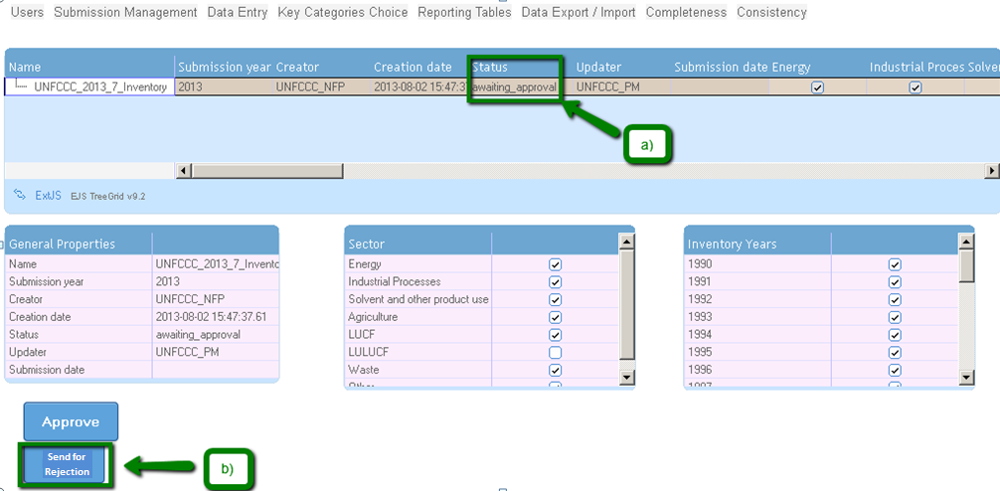 Users Submission Management Data Entry Key Categories Choice Reporting Tables Data Export / Import Completeness Consistency
Name Submission year Creator Creation date Status Updater Submission date Energy Industrial Proces Solver
UNFCCC_2013_7_Inventory 2013 UNFCCC_NFP 2013-08-02 15:47:3 awaiting_approval UNFCCC_PM
a)
ExtJS EJS TreeGrid v9.2
General Properties
Name UNFCCC_2013_7_Invento
Submission year 2013
Creator UNFCCC_NFP
Creation date 2013-08-02 15:47:37.61
Status awaiting_approval
Updater UNFCCC_PM
Submission date
Sector
Energy
Industrial Processes
Solvent and other product use
Agriculture
LUCF
LULUCF
Waste
Other
Inventory Years
1990
1991
1992
1993
1994
1995
1996
1997
Approve
Send for
Rejection
b)